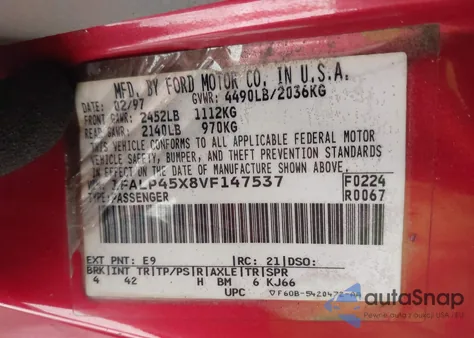 MFD. BY FORD MOTOR CO. IN U.S.A.
DATE: 02/97 GVWR: 4490LB/2036KG
FRONT GAWR: 2452LB 1112KG
REAR GAWR: 2140LB 970KG
THIS VEHICLE CONFORMS TO ALL APPLICABLE FEDERAL MOTOR
VEHICLE SAFETY, BUMPER, AND THEFT PREVENTION STANDARDS
IN EFFECT ON THE DATE OF MANUFACTURE SHOWN ABOVE.
1FALP45X8VF147537 F0224
TYPE: PASSENGER R0067
EXT PNT: E9 RC: 21 DSO:
BRK INT TR TP/PS R AXLE TR SPR
4 42 H BM 6 KJ66
UPC
autoSnap